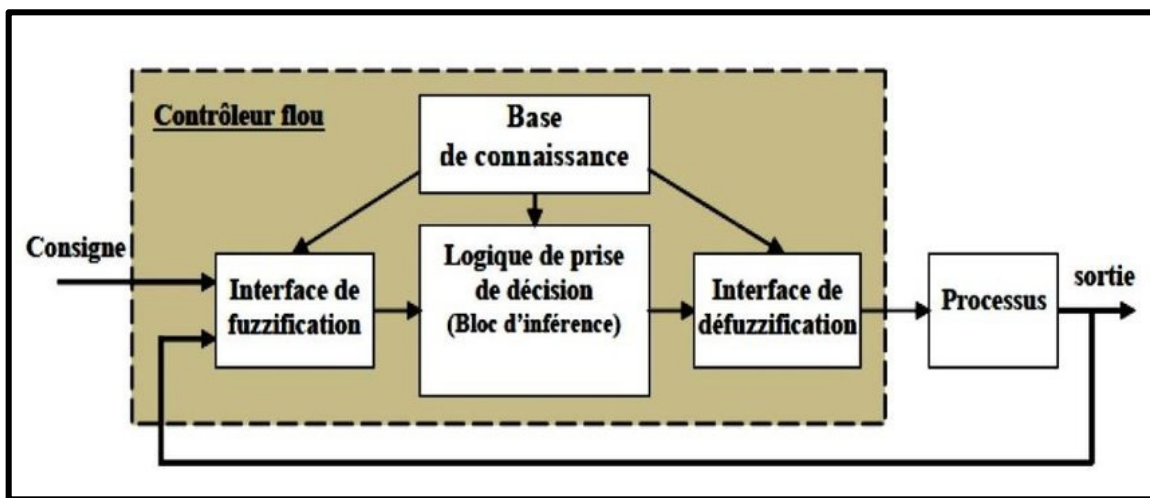 Contrôleur flou
Base
de connaissance
Consigne
Interface de
fuzzification
Logique de prise
de décision
(Bloc d'inférence)
Interface de
défuzzification
Processus
sortie